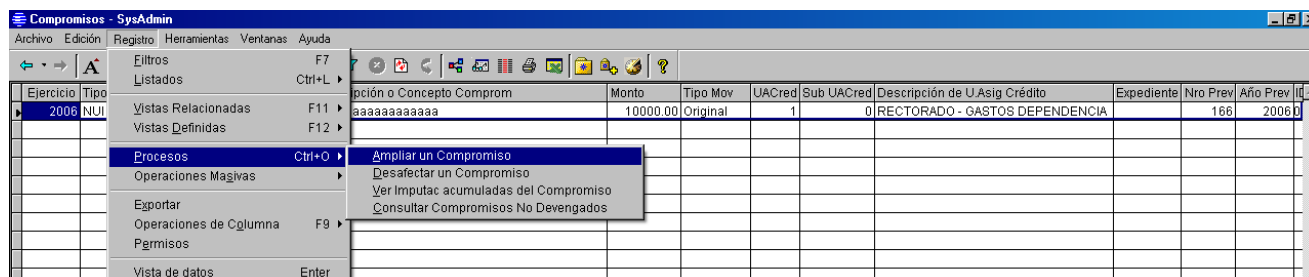 Compromisos - SysAdmin
Archivo Edición Registro Herramientas Ventanas Ayuda
Filtros F7
Listados Ctrl+L
Vistas Relacionadas F11
Vistas Definidas F12
Procesos Ctrl+O
Operaciones Masivas
Exportar
Operaciones de Columna F9
Permisos
Vista de datos Enter
Ampliar un Compromiso
Desafectar un Compromiso
Ver Imputac acumuladas del Compromiso
Consultar Compromisos No Devengados
Ejercicio Tipo ipción o Concepto Comprom Monto Tipo Mov UACred Sub UACred Descripción de U.Asig Crédito Expediente Nro Prev Año Prev
2006 NUI aaaaaaaaaaaaa 10000.00 Original 1 0 RECTORADO - GASTOS DEPENDENCIA 166 2006 0